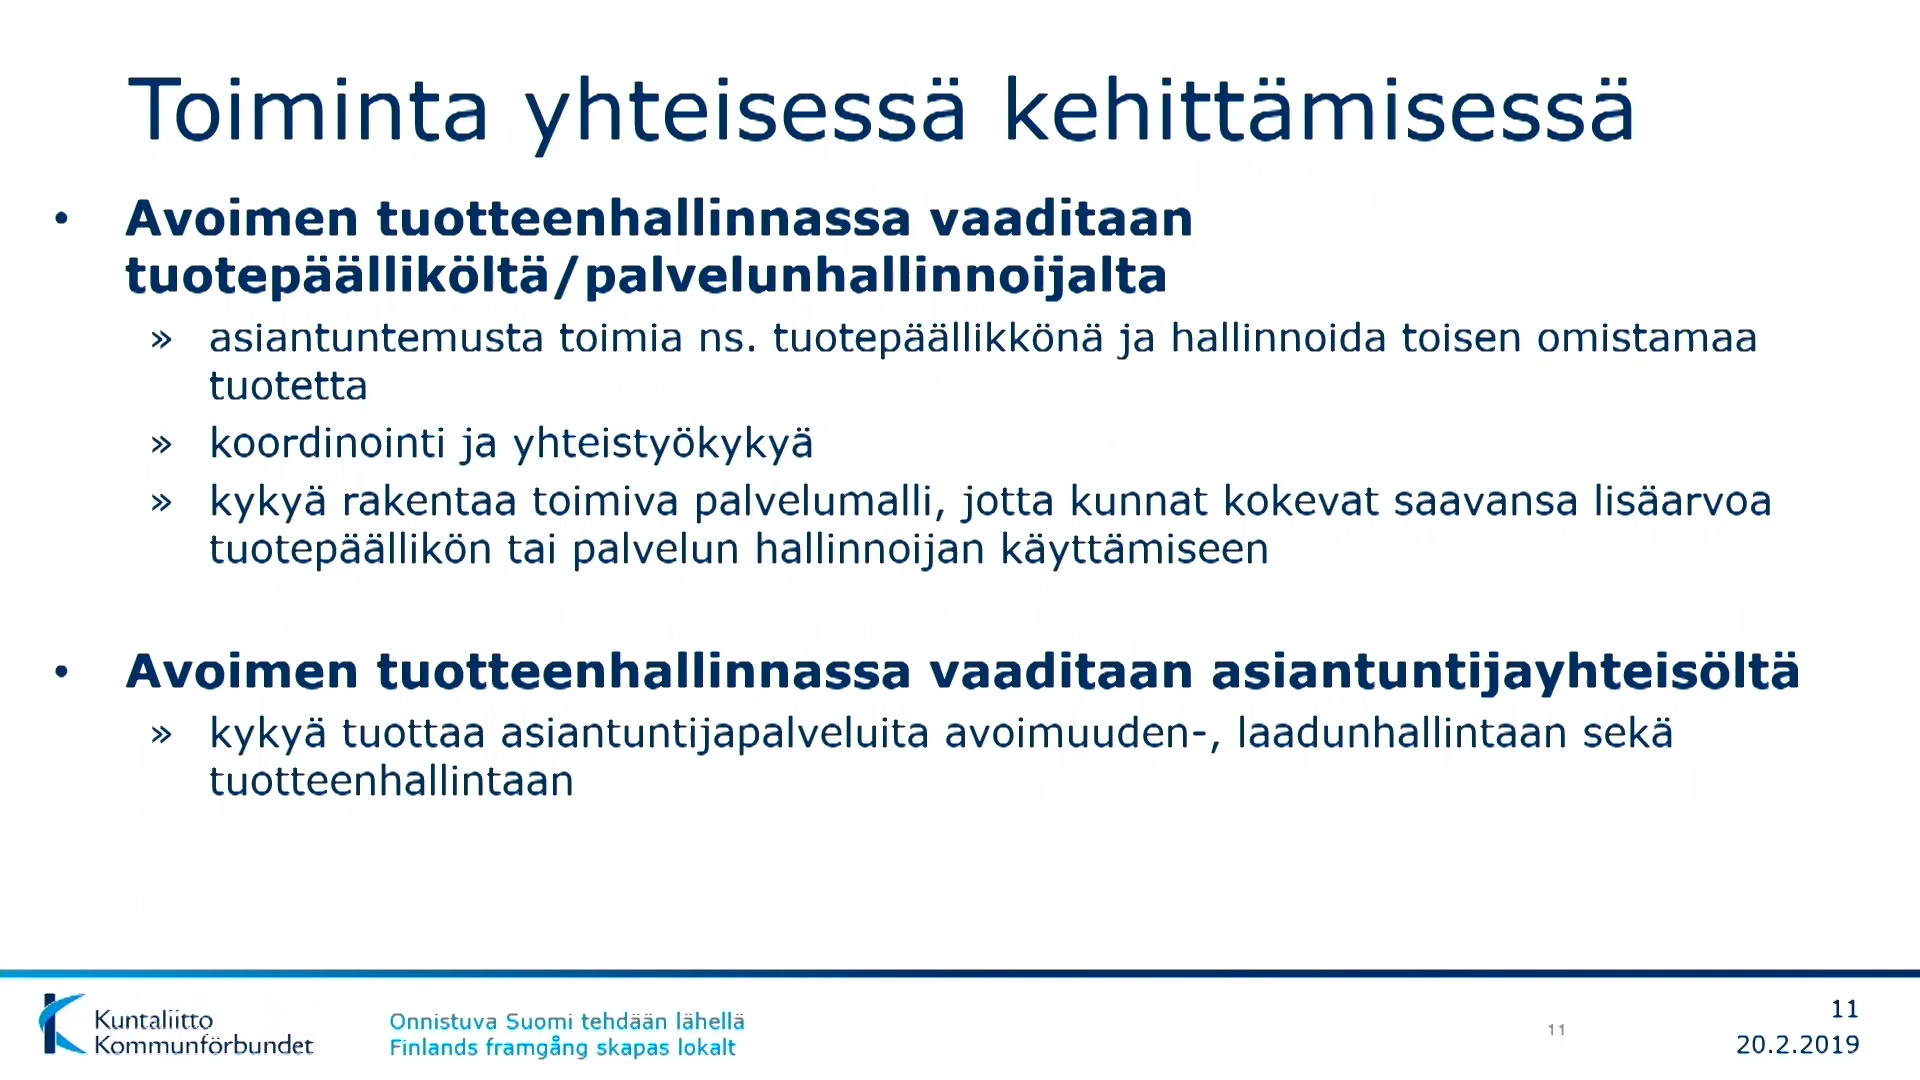 Toiminta yhteisessä kehittämisessä
• Avoimen tuotteenhallinnassa vaaditaan
tuotepäälliköltä/palvelunhallinnoijalta
» asiantuntemusta toimia ns. tuotepäällikkönä ja hallinnoida toisen omistamaa
tuotetta
» koordinointi ja yhteistyökykyä
» kykyä rakentaa toimiva palvelumalli, jotta kunnat kokevat saavansa lisäarvoa
tuotepäällikön tai palvelun hallinnoijan käyttämiseen
• Avoimen tuotteenhallinnassa vaaditaan asiantuntijayhteisöltä
» kykyä tuottaa asiantuntijapalveluita avoimuuden-, laadunhallintaan sekä
tuotteenhallintaan
Kuntaliitto
Kommunförbundet
Onnistuva Suomi tehdään lähellä
Finlands framgång skapas lokalt
11
11
20.2.2019